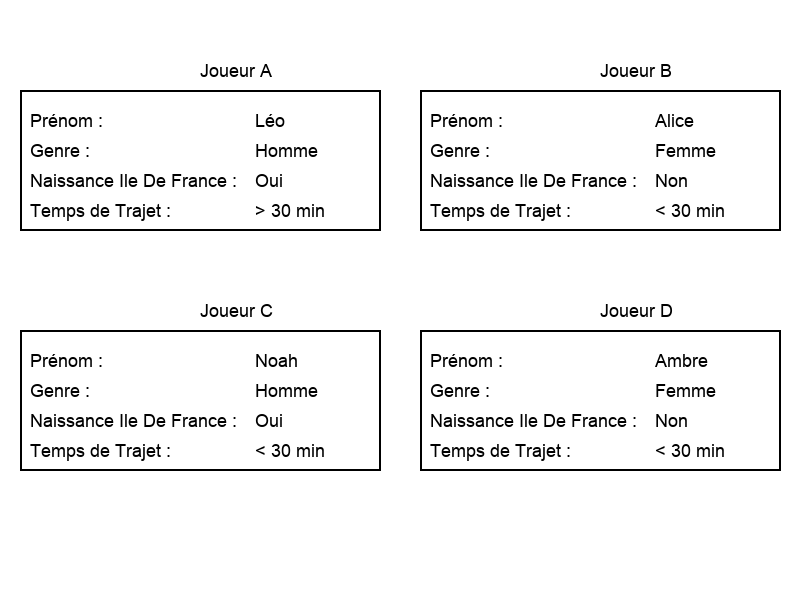 Joueur A
Prénom : Léo
Genre : Homme
Naissance Ile De France : Oui
Temps de Trajet : > 30 min
Joueur B
Prénom : Alice
Genre : Femme
Naissance Ile De France : Non
Temps de Trajet : < 30 min
Joueur C
Prénom : Noah
Genre : Homme
Naissance Ile De France : Oui
Temps de Trajet : < 30 min
Joueur D
Prénom : Ambre
Genre : Femme
Naissance Ile De France : Non
Temps de Trajet : < 30 min